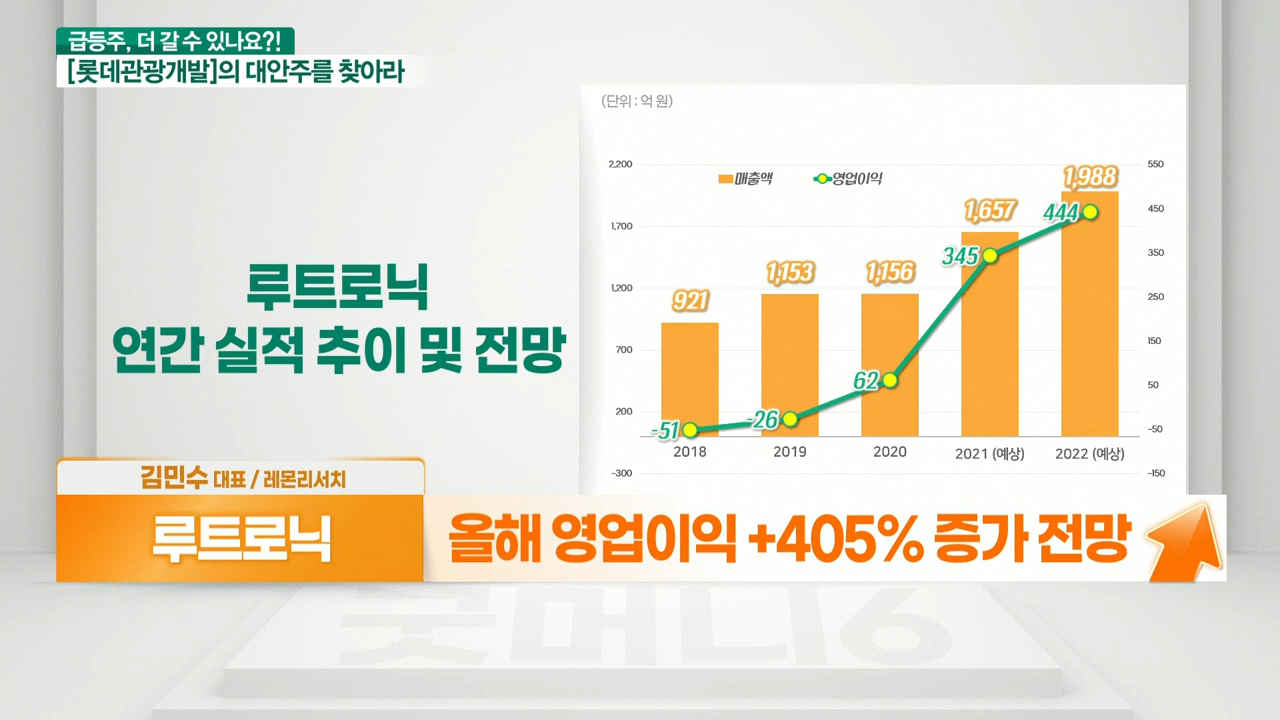 급등주, 더 갈 수 있나요?!
[롯데관광개발]의 대안주를 찾아라
루트로닉
연간 실적 추이 및 전망
(단위 : 억 원)
매출액 영업이익
2,200
1,700
1,200
700
200
-300
550
450
350
250
150
50
-50
-150
921
1,153
1,156
1,657
1,988
-51
-26
62
345
444
2018 2019 2020 2021 (예상) 2022 (예상)
김민수 대표 / 레몬리서치
루트로닉
올해 영업이익 +405% 증가 전망
굿머니6